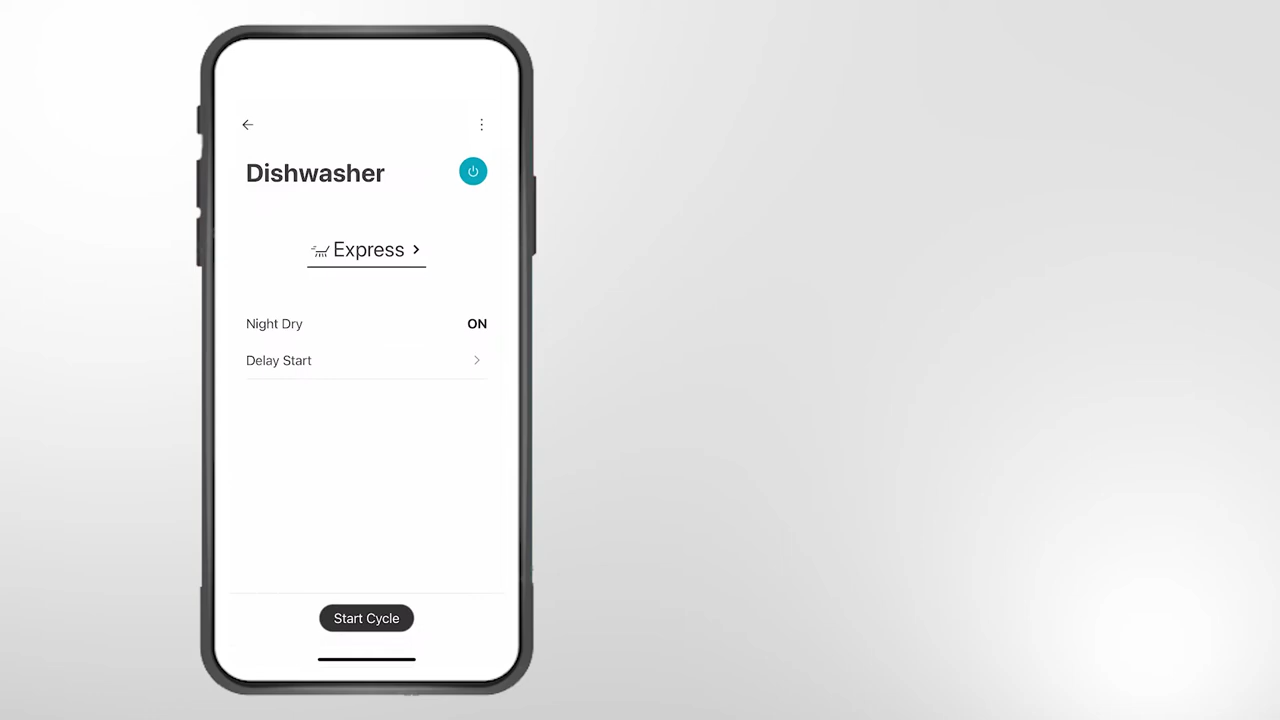 Dishwasher
Express
Night Dry ON
Delay Start
Start Cycle